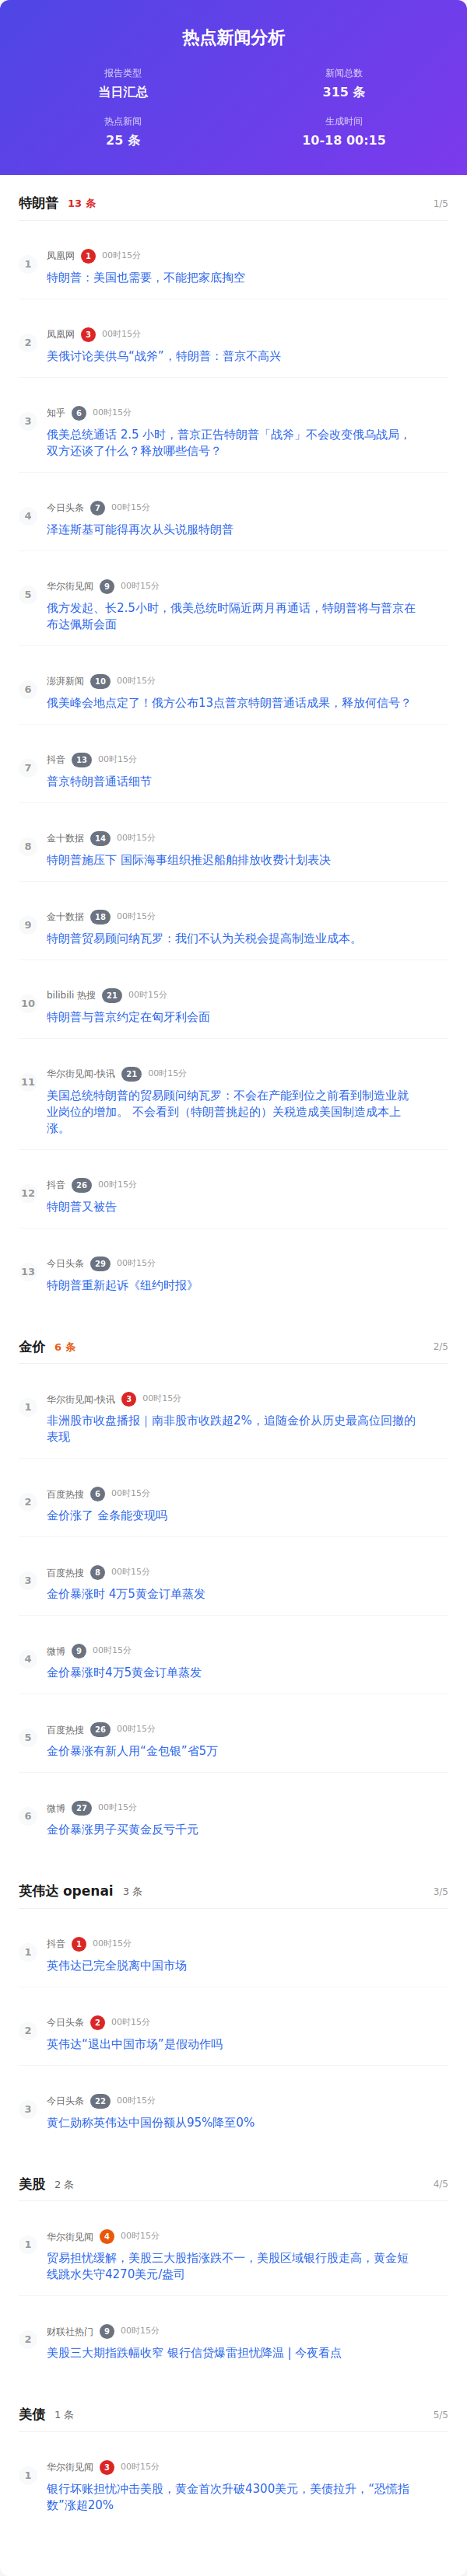 热点新闻分析
报告类型
当日汇总
新闻总数
315 条
热点新闻
25 条
生成时间
10-18 00:15
特朗普 13 条 1/5
1
凤凰网 1 00时15分
特朗普：美国也需要，不能把家底掏空
2
凤凰网 3 00时15分
美俄讨论美供乌“战斧”，特朗普：普京不高兴
3
知乎 6 00时15分
俄美总统通话 2.5 小时，普京正告特朗普「战斧」不会改变俄乌战局，
双方还谈了什么？释放哪些信号？
4
今日头条 7 00时15分
泽连斯基可能得再次从头说服特朗普
5
华尔街见闻 9 00时15分
俄方发起、长2.5小时，俄美总统时隔近两月再通话，特朗普将与普京在
布达佩斯会面
6
澎湃新闻 10 00时15分
俄美峰会地点定了！俄方公布13点普京特朗普通话成果，释放何信号？
7
抖音 13 00时15分
普京特朗普通话细节
8
金十数据 14 00时15分
特朗普施压下 国际海事组织推迟船舶排放收费计划表决
9
金十数据 18 00时15分
特朗普贸易顾问纳瓦罗：我们不认为关税会提高制造业成本。
10
bilibili 热搜 21 00时15分
特朗普与普京约定在匈牙利会面
11
华尔街见闻-快讯 21 00时15分
美国总统特朗普的贸易顾问纳瓦罗：不会在产能到位之前看到制造业就
业岗位的增加。 不会看到（特朗普挑起的）关税造成美国制造成本上
涨。
12
抖音 26 00时15分
特朗普又被告
13
今日头条 29 00时15分
特朗普重新起诉《纽约时报》
金价 6 条 2/5
1
华尔街见闻-快讯 3 00时15分
非洲股市收盘播报｜南非股市收跌超2%，追随金价从历史最高位回撤的
表现
2
百度热搜 6 00时15分
金价涨了 金条能变现吗
3
百度热搜 8 00时15分
金价暴涨时 4万5黄金订单蒸发
4
微博 9 00时15分
金价暴涨时4万5黄金订单蒸发
5
百度热搜 26 00时15分
金价暴涨有新人用“金包银”省5万
6
微博 27 00时15分
金价暴涨男子买黄金反亏千元
英伟达 openai 3 条 3/5
1
抖音 1 00时15分
英伟达已完全脱离中国市场
2
今日头条 2 00时15分
英伟达“退出中国市场”是假动作吗
3
今日头条 22 00时15分
黄仁勋称英伟达中国份额从95%降至0%
美股 2 条 4/5
1
华尔街见闻 4 00时15分
贸易担忧缓解，美股三大股指涨跌不一，美股区域银行股走高，黄金短
线跳水失守4270美元/盎司
2
财联社热门 9 00时15分
美股三大期指跌幅收窄 银行信贷爆雷担忧降温 | 今夜看点
美债 1 条 5/5
1
华尔街见闻 3 00时15分
银行坏账担忧冲击美股，黄金首次升破4300美元，美债拉升，“恐慌指
数”涨超20%